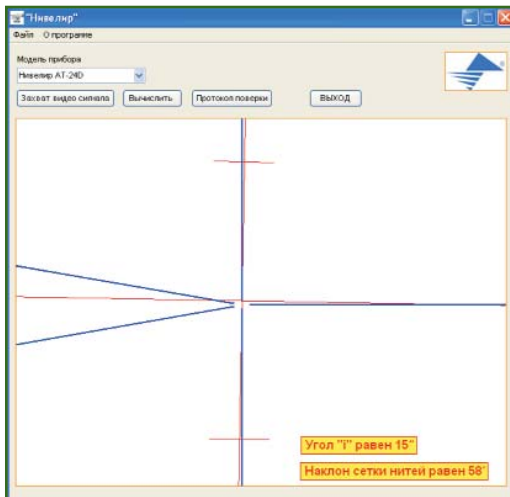 "Нивелир"
Файл О программе
Модель прибора
Нивелир AT-24D
Захват видео сигнала Вычислить Протокол поверки ВЫХОД
Угол "i" равен 15"
Наклон сетки нитей равен 58'